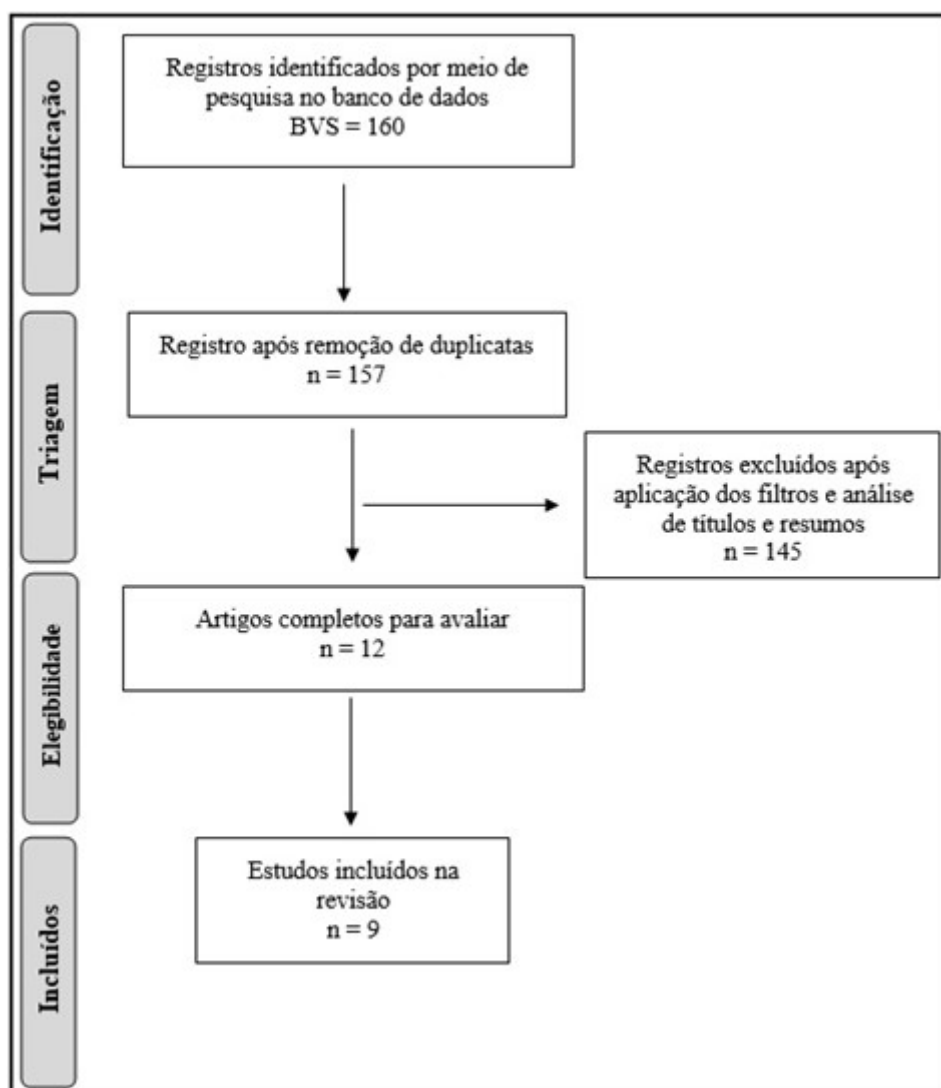 Identificação
Registros identificados por meio de
pesquisa no banco de dados
BVS = 160
Triagem
Registro após remoção de duplicatas
n = 157
Registros excluídos após
aplicação dos filtros e análise
de títulos e resumos
n = 145
Elegibilidade
Artigos completos para avaliar
n = 12
Incluídos
Estudos incluídos na
revisão
n = 9